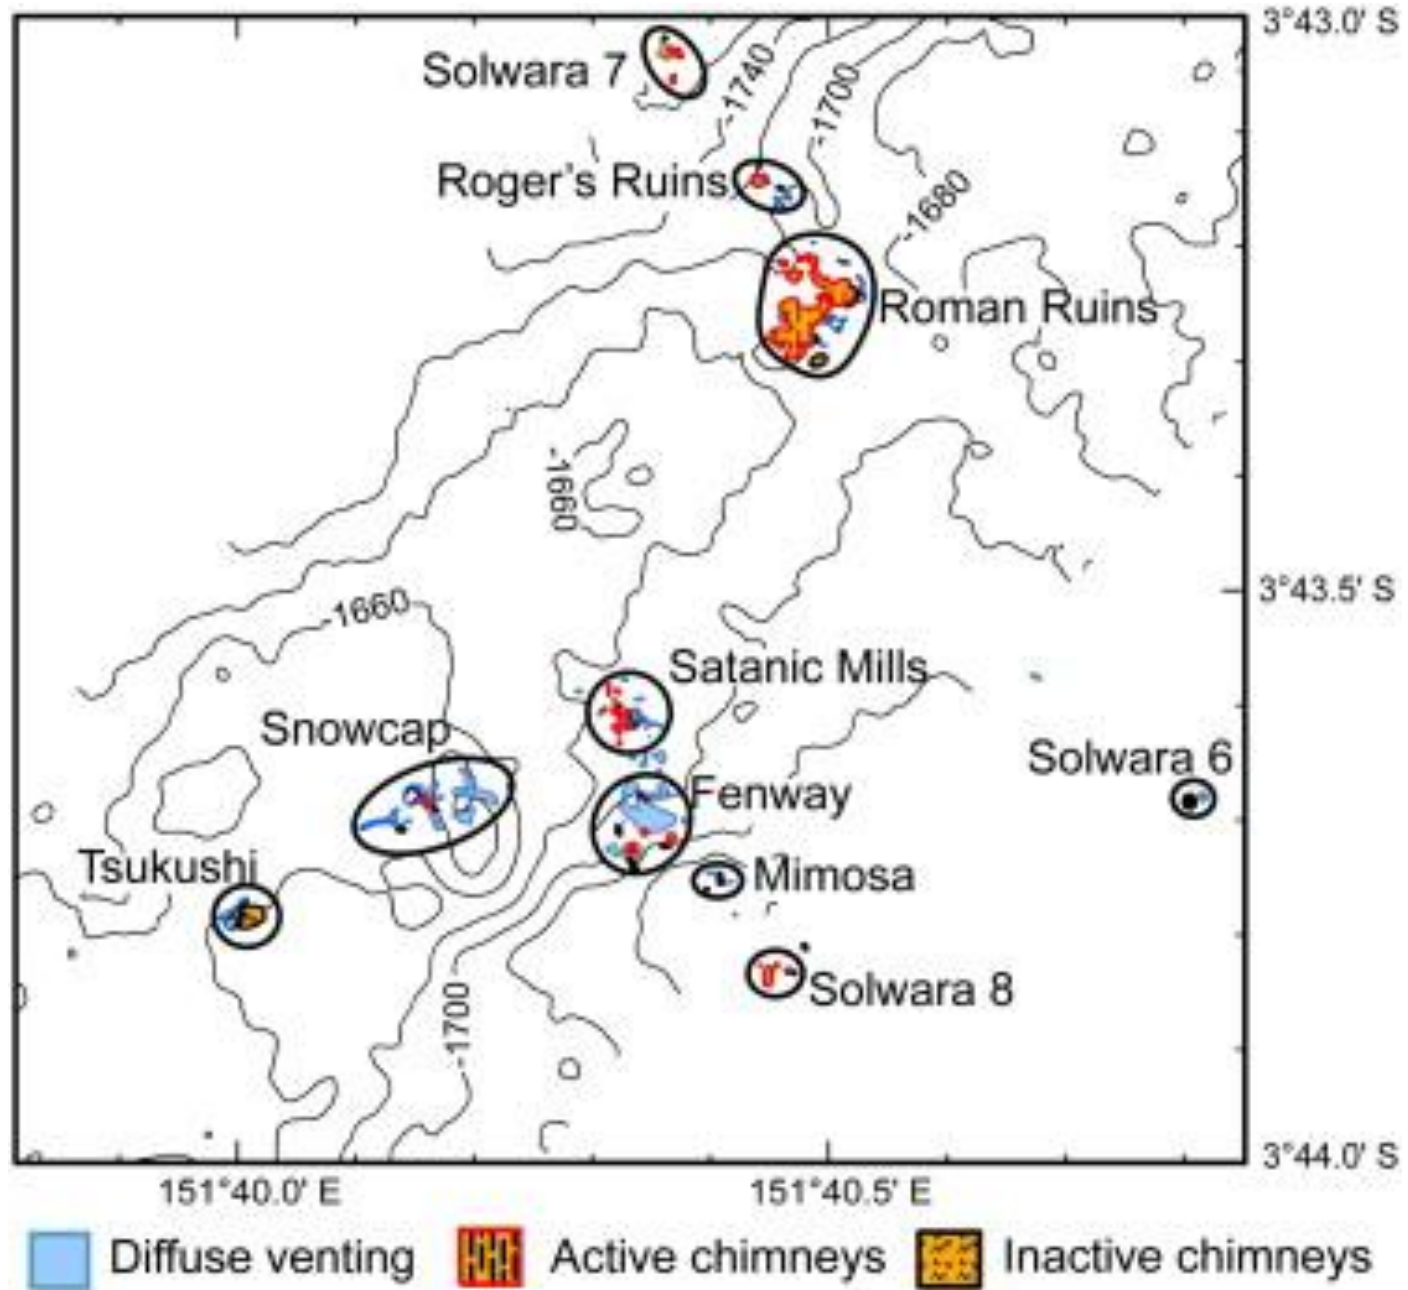 3°43.0' S
Solwara 7
-1740
-1700
Roger's Ruins
-1680
Roman Ruins
-1660
3°43.5' S
-1660
Satanic Mills
Snowcap
Solwara 6
Fenway
Tsukushi
Mimosa
Solwara 8
-1700
3°44.0' S
151°40.0' E
151°40.5' E
Diffuse venting
Active chimneys
Inactive chimneys